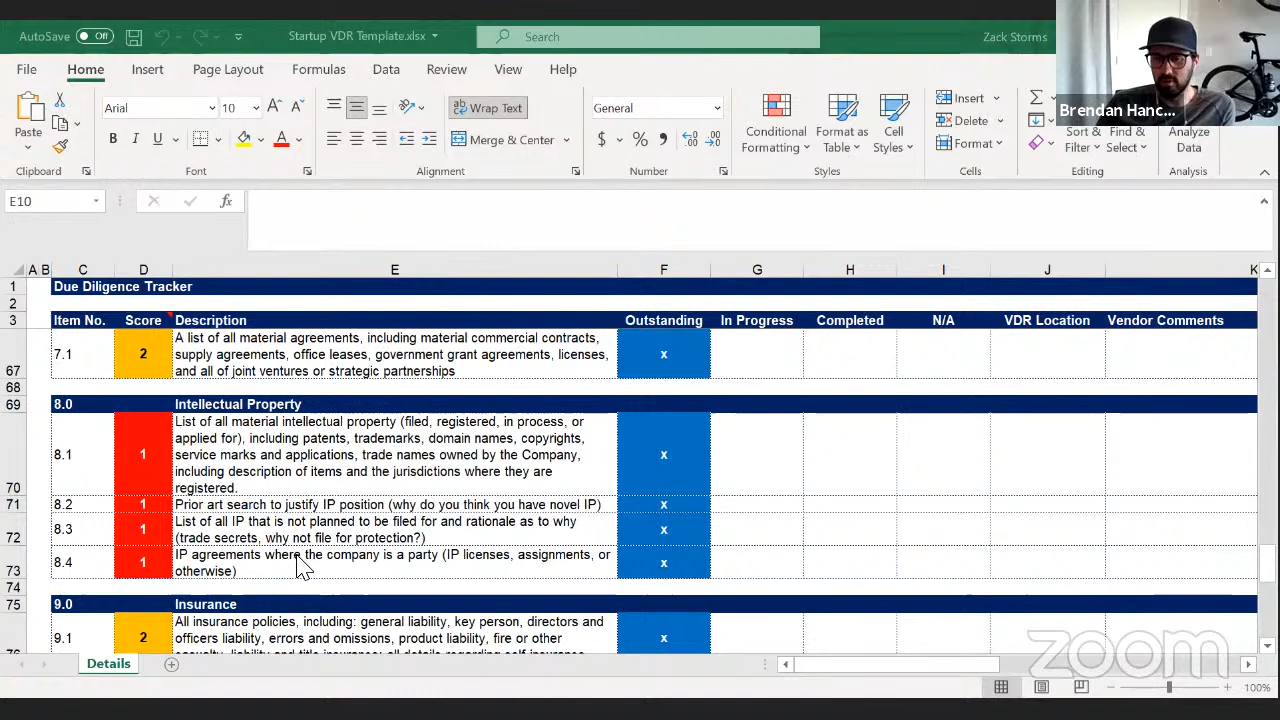 AutoSave Off Startup VDR Template.xlsx Search Zack Storms
File Home Insert Page Layout Formulas Data Review View Help
Brendan Hanc...
Paste
Arial 10
B I U A
Wrap Text
Merge & Center
General
$ %
Conditional Formatting
Format as Table
Cell Styles
Insert
Delete
Format
Sort & Filter
Find & Select
Analyze Data
Clipboard Font Alignment Number Styles Cells Editing Analysis
E10 fx
A B C D E F G H I J K
1 Due Diligence Tracker
2
3 Item No. Score Description Outstanding In Progress Completed N/A VDR Location Vendor Comments
67 7.1 2 A list of all material agreements, including material commercial contracts,
supply agreements, office leases, government grant agreements, licenses,
and all of joint ventures or strategic partnerships x
68
69 8.0 Intellectual Property
70 8.1 1 List of all material intellectual property (filed, registered, in process, or
applied for), including patents, trademarks, domain names, copyrights,
service marks and applications, trade names owned by the Company,
including description of items and the jurisdictions where they are
registered. x
71 8.2 1 Prior art search to justify IP position (why do you think you have novel IP) x
72 8.3 1 List of all IP that is not planned to be filed for and rationale as to why
(trade secrets, why not file for protection?) x
73 8.4 1 IP agreements where the company is a party (IP licenses, assignments, or
otherwise) x
74
75 9.0 Insurance
9.1 2 All insurance policies, including: general liability, key person, directors and
officers liability, errors and omissions, product liability, fire or other x
Details
zoom
100%